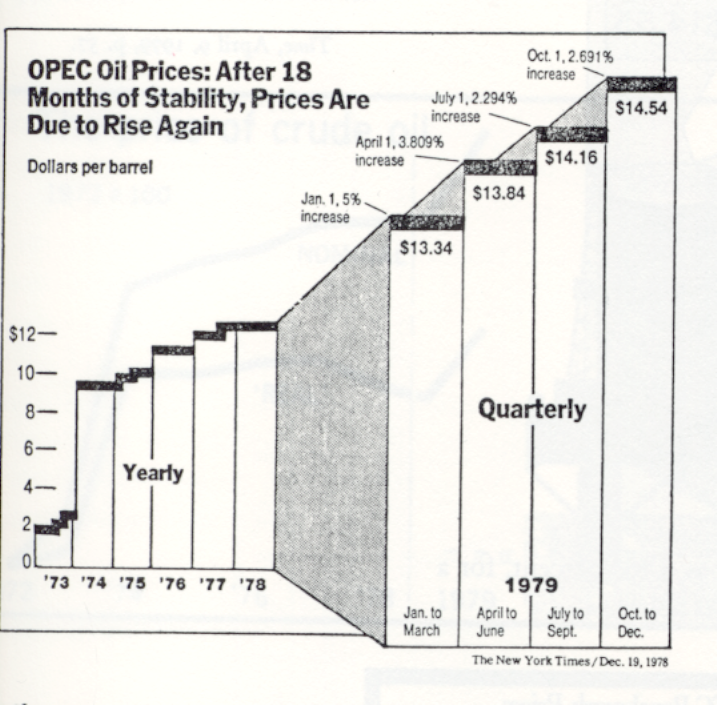 OPEC Oil Prices: After 18
Months of Stability, Prices Are
Due to Rise Again
Dollars per barrel
Oct. 1, 2.691%
increase
July 1, 2.294%
increase
April 1, 3.809%
increase
Jan. 1, 5%
increase
$14.54
$14.16
$13.84
$13.34
$12
10
8
6
4
2
0
Yearly
'73 '74 '75 '76 '77 '78
Quarterly
1979
Jan. to
March
April to
June
July to
Sept.
Oct. to
Dec.
The New York Times/Dec. 19, 1978